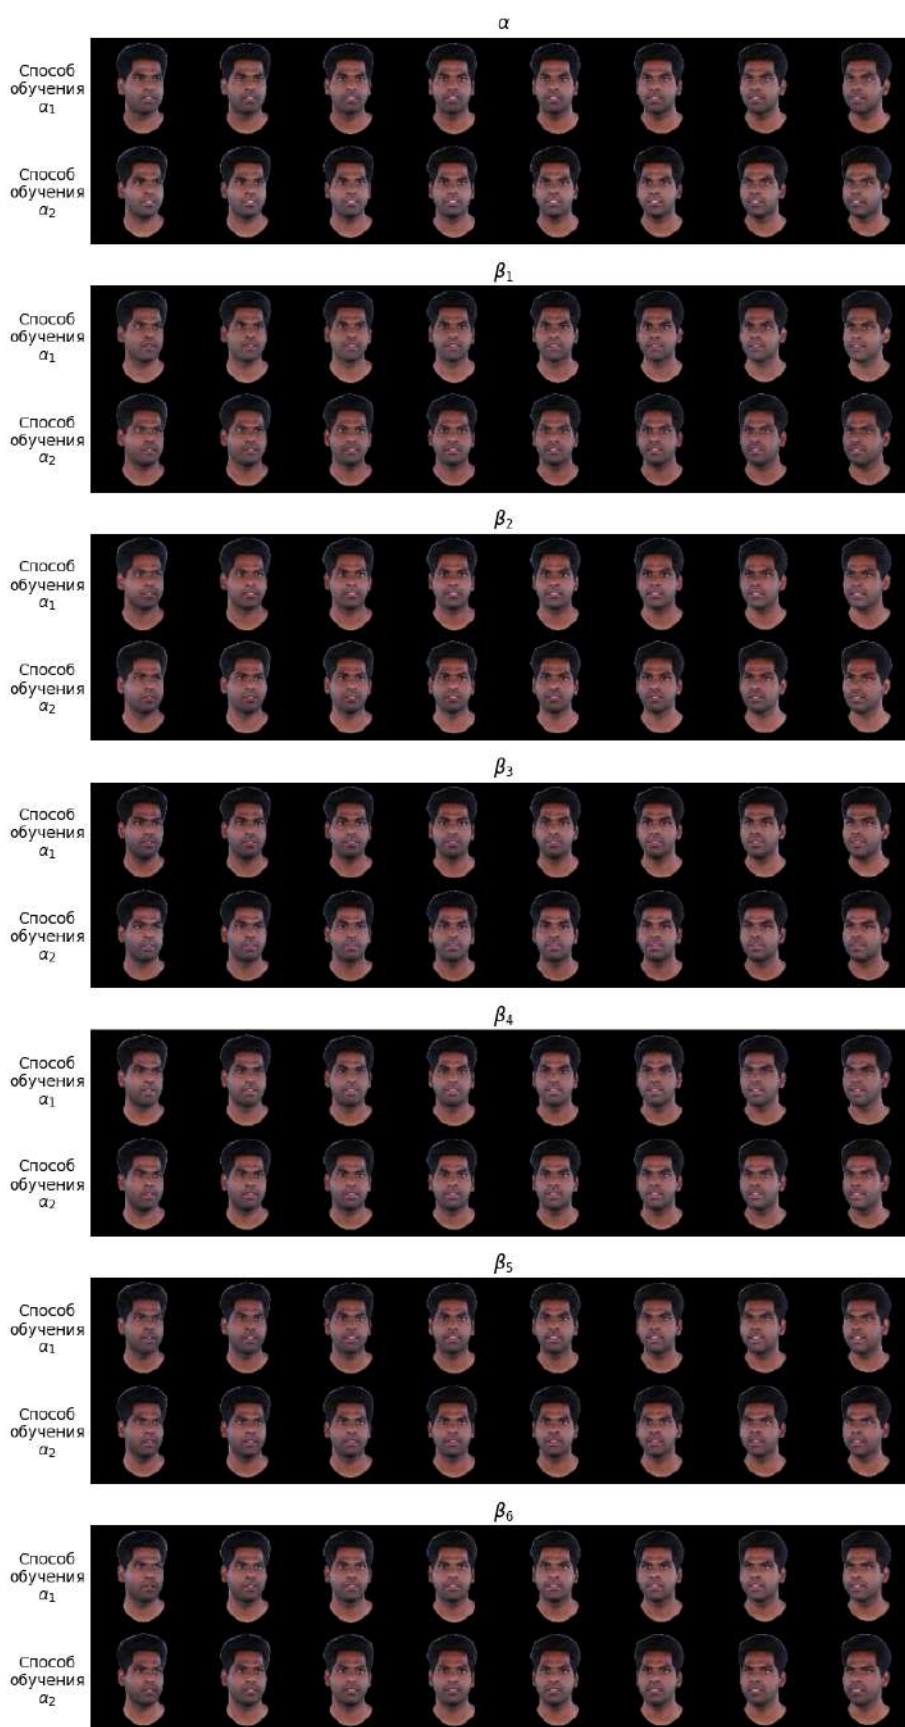 α
Способ
обучения
α₁
Способ
обучения
α₂
β₁
Способ
обучения
α₁
Способ
обучения
α₂
β₂
Способ
обучения
α₁
Способ
обучения
α₂
β₃
Способ
обучения
α₁
Способ
обучения
α₂
β₄
Способ
обучения
α₁
Способ
обучения
α₂
β₅
Способ
обучения
α₁
Способ
обучения
α₂
β₆
Способ
обучения
α₁
Способ
обучения
α₂